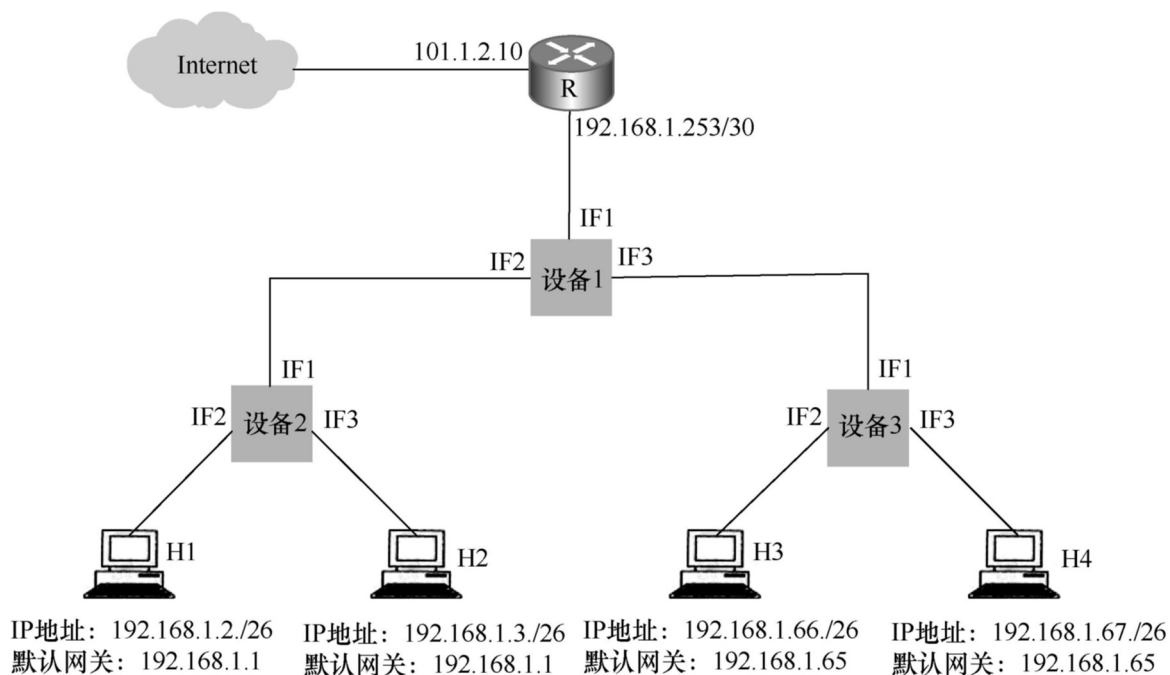 Internet
101.1.2.10
R
192.168.1.253/30
IF1
IF2
设备1
IF3
IF1
IF2
设备2
IF3
IF1
IF2
设备3
IF3
H1
H2
H3
H4
IP地址：192.168.1.2./26
默认网关：192.168.1.1
IP地址：192.168.1.3./26
默认网关：192.168.1.1
IP地址：192.168.1.66./26
默认网关：192.168.1.65
IP地址：192.168.1.67./26
默认网关：192.168.1.65